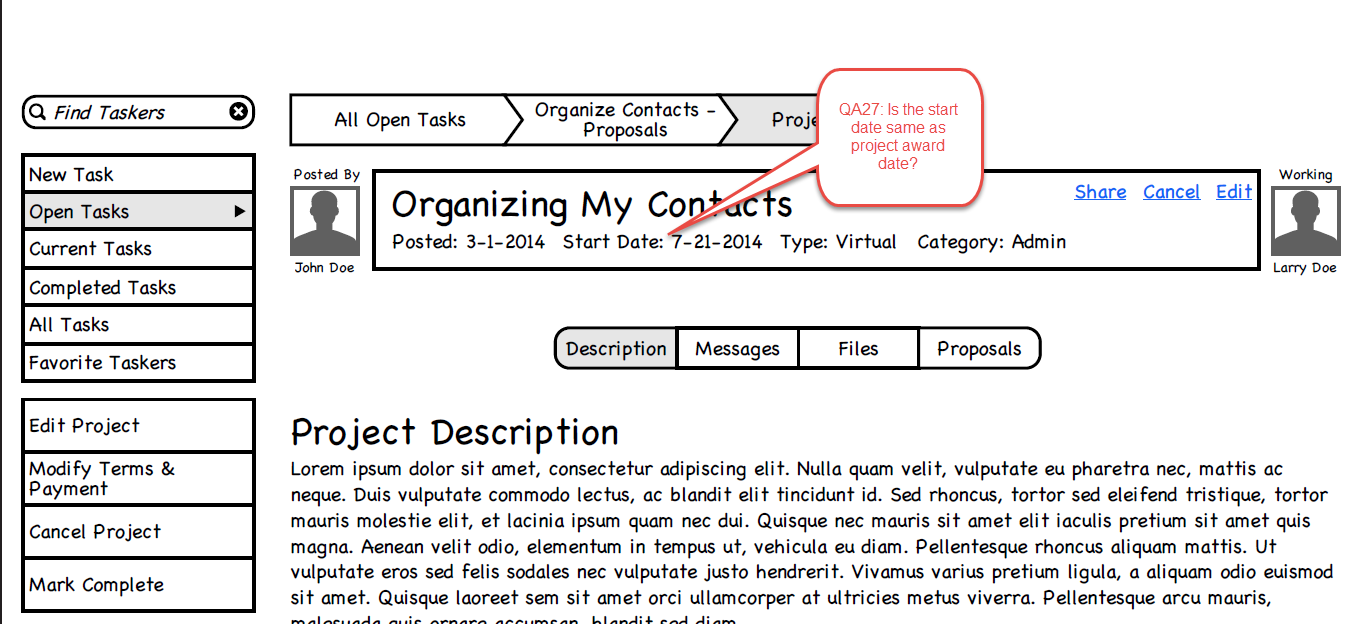 Find Taskers
All Open Tasks
Organize Contacts -
Proposals
QA27: Is the start
date same as
project award
date?
New Task
Open Tasks
Current Tasks
Completed Tasks
All Tasks
Favorite Taskers
Edit Project
Modify Terms &
Payment
Cancel Project
Mark Complete
Posted By
John Doe
Organizing My Contacts
Share Cancel Edit
Posted: 3-1-2014 Start Date: 7-21-2014 Type: Virtual Category: Admin
Working
Larry Doe
Description Messages Files Proposals
Project Description
Lorem ipsum dolor sit amet, consectetur adipiscing elit. Nulla quam velit, vulputate eu pharetra nec, mattis ac
neque. Duis vulputate commodo lectus, ac blandit elit tincidunt id. Sed rhoncus, tortor sed eleifend tristique, tortor
mauris molestie elit, et lacinia ipsum quam nec dui. Quisque nec mauris sit amet elit iaculis pretium sit amet quis
magna. Aenean velit odio, elementum in tempus ut, vehicula eu diam. Pellentesque rhoncus aliquam mattis. Ut
vulputate eros sed felis sodales nec vulputate justo hendrerit. Vivamus varius pretium ligula, a aliquam odio euismod
sit amet. Quisque laoreet sem sit amet orci ullamcorper at ultricies metus viverra. Pellentesque arcu mauris,
malesuada quis ornare accumsan, blandit sed diam.